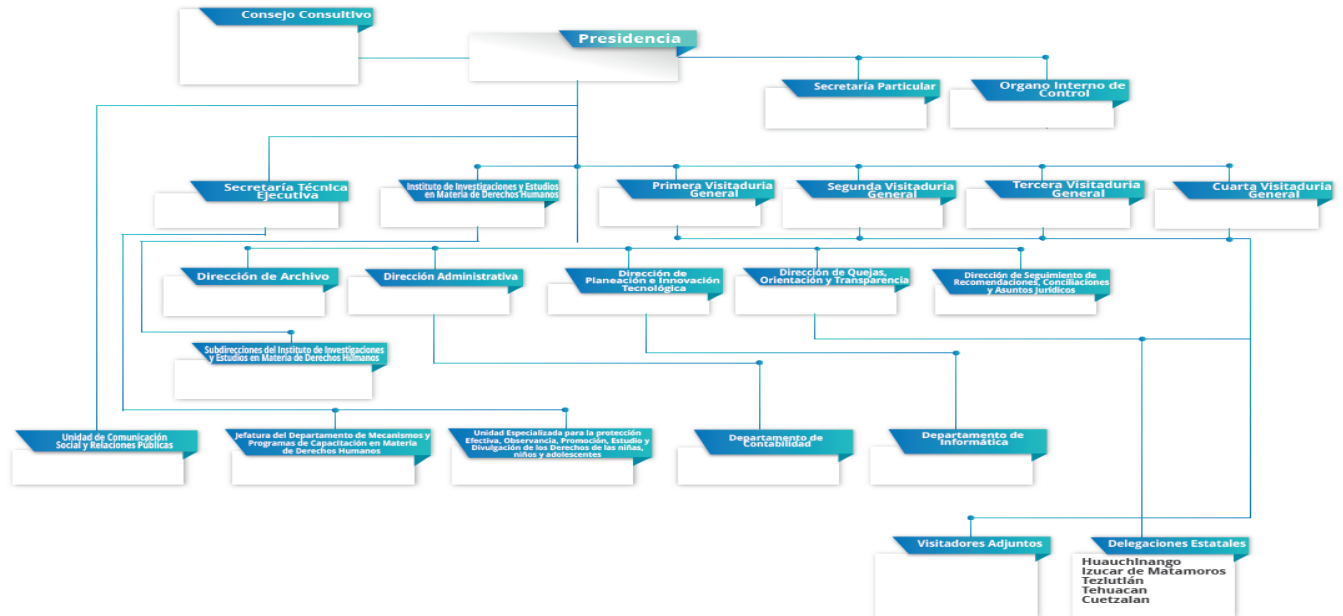 Consejo Consultivo
Presidencia
Secretaría Particular
Organo Interno de
Control
Secretaría Técnica
Ejecutiva
Instituto de Investigaciones y Estudios
en Materia de Derechos Humanos
Primera Visitaduria
General
Segunda Visitaduria
General
Tercera Visitaduria
General
Cuarta Visitaduria
General
Dirección de Archivo
Dirección Administrativa
Dirección de
Planeación e Innovación
Tecnológica
Dirección de Quejas,
Orientación y Transparencia
Dirección de Seguimiento de
Recomendaciones, Conciliaciones
y Asuntos Jurídicos
Subdirecciones del Instituto de Investigaciones
y Estudios en Materia de Derechos Humanos
Unidad de Comunicación
Social y Relaciones Públicas
Jefatura del Departamento de Mecanismos y
Programas de Capacitación en Materia
de Derechos Humanos
Unidad Especializada para la protección
Efectiva, Observancia, Promoción, Estudio y
Divulgación de los Derechos de las niñas,
niños y adolescentes
Departamento de
Contabilidad
Departamento de
Informática
Visitadores Adjuntos
Delegaciones Estatales
Huauchinango
Izucar de Matamoros
Tezlutlán
Tehuacan
Cuetzalan